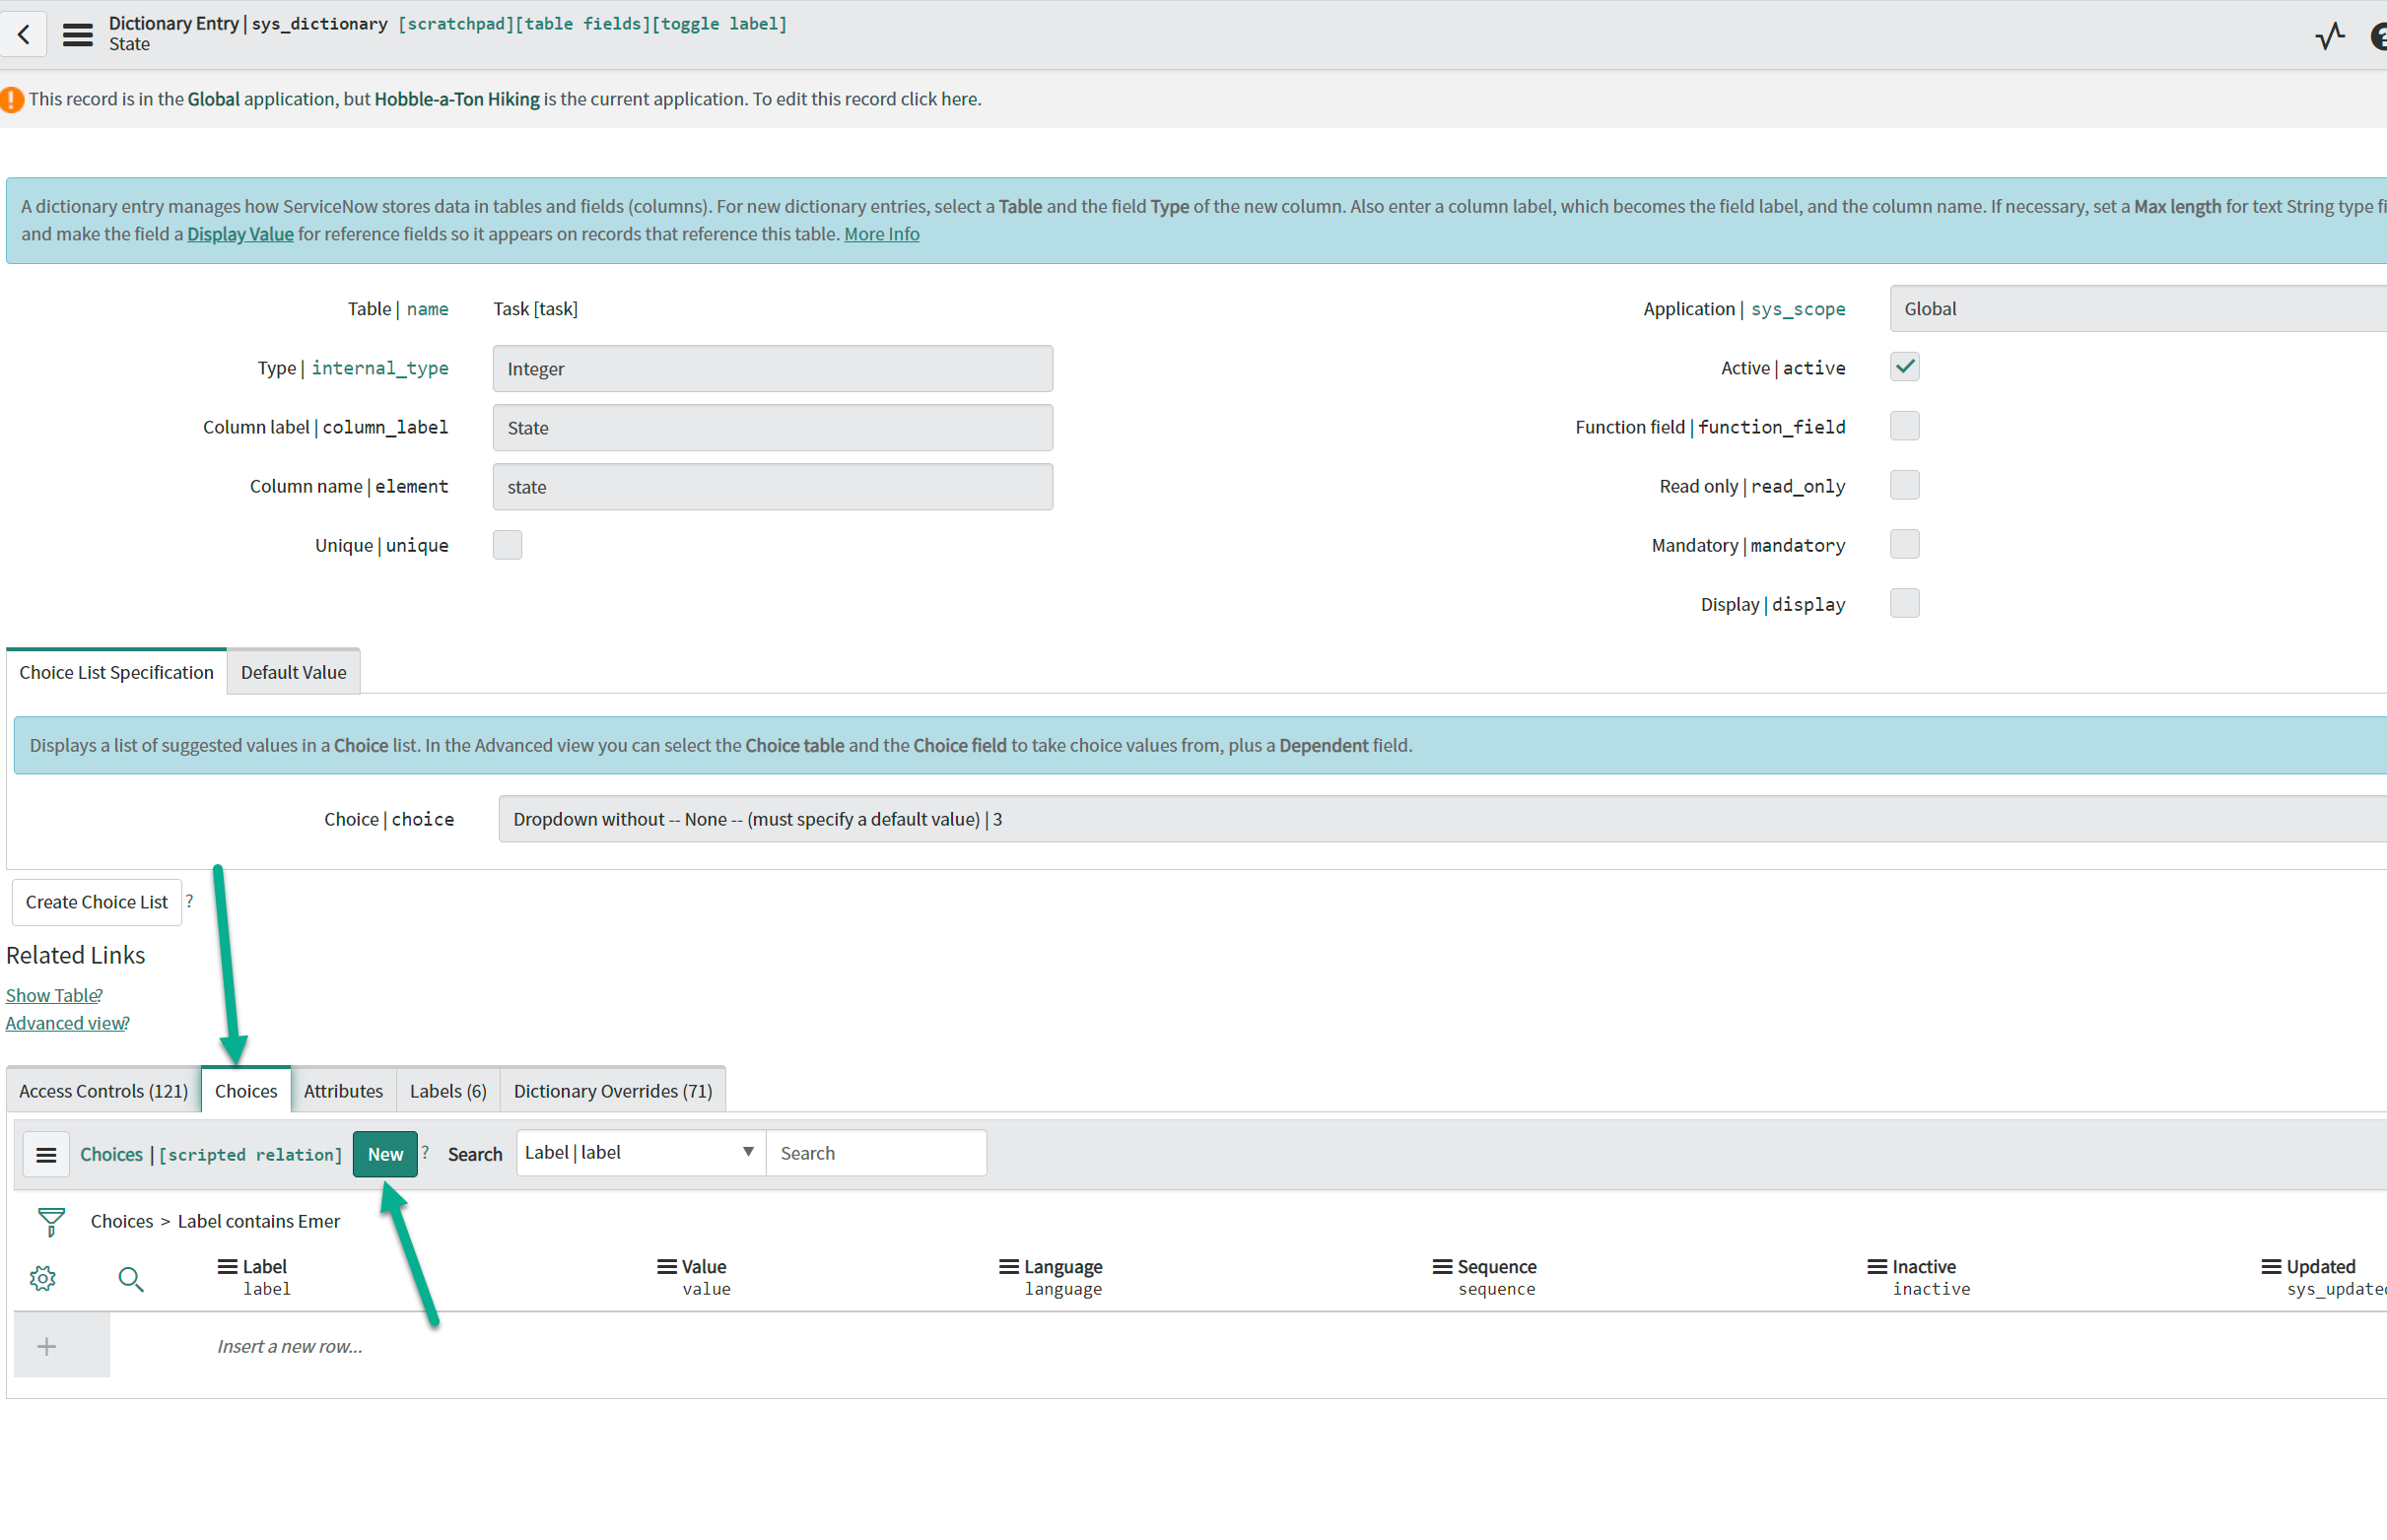 Dictionary Entry | sys_dictionary [scratchpad][table fields][toggle label]
State
This record is in the Global application, but Hobble-a-Ton Hiking is the current application. To edit this record click here.
A dictionary entry manages how ServiceNow stores data in tables and fields (columns). For new dictionary entries, select a Table and the field Type of the new column. Also enter a column label, which becomes the field label, and the column name. If necessary, set a Max length for text String type fi
and make the field a Display Value for reference fields so it appears on records that reference this table. More Info
Table | name Task [task] Application | sys_scope Global
Type | internal_type Integer Active | active
Column label | column_label State Function field | function_field
Column name | element state Read only | read_only
Unique | unique Mandatory | mandatory
Display | display
Choice List Specification Default Value
Displays a list of suggested values in a Choice list. In the Advanced view you can select the Choice table and the Choice field to take choice values from, plus a Dependent field.
Choice | choice Dropdown without -- None -- (must specify a default value) | 3
Create Choice List ?
Related Links
Show Table?
Advanced view?
Access Controls (121) Choices Attributes Labels (6) Dictionary Overrides (71)
Choices | [scripted relation] New ? Search Label | label Search
Choices > Label contains Emer
Label Value Language Sequence Inactive Updated
label value language sequence inactive sys_updated
Insert a new row...